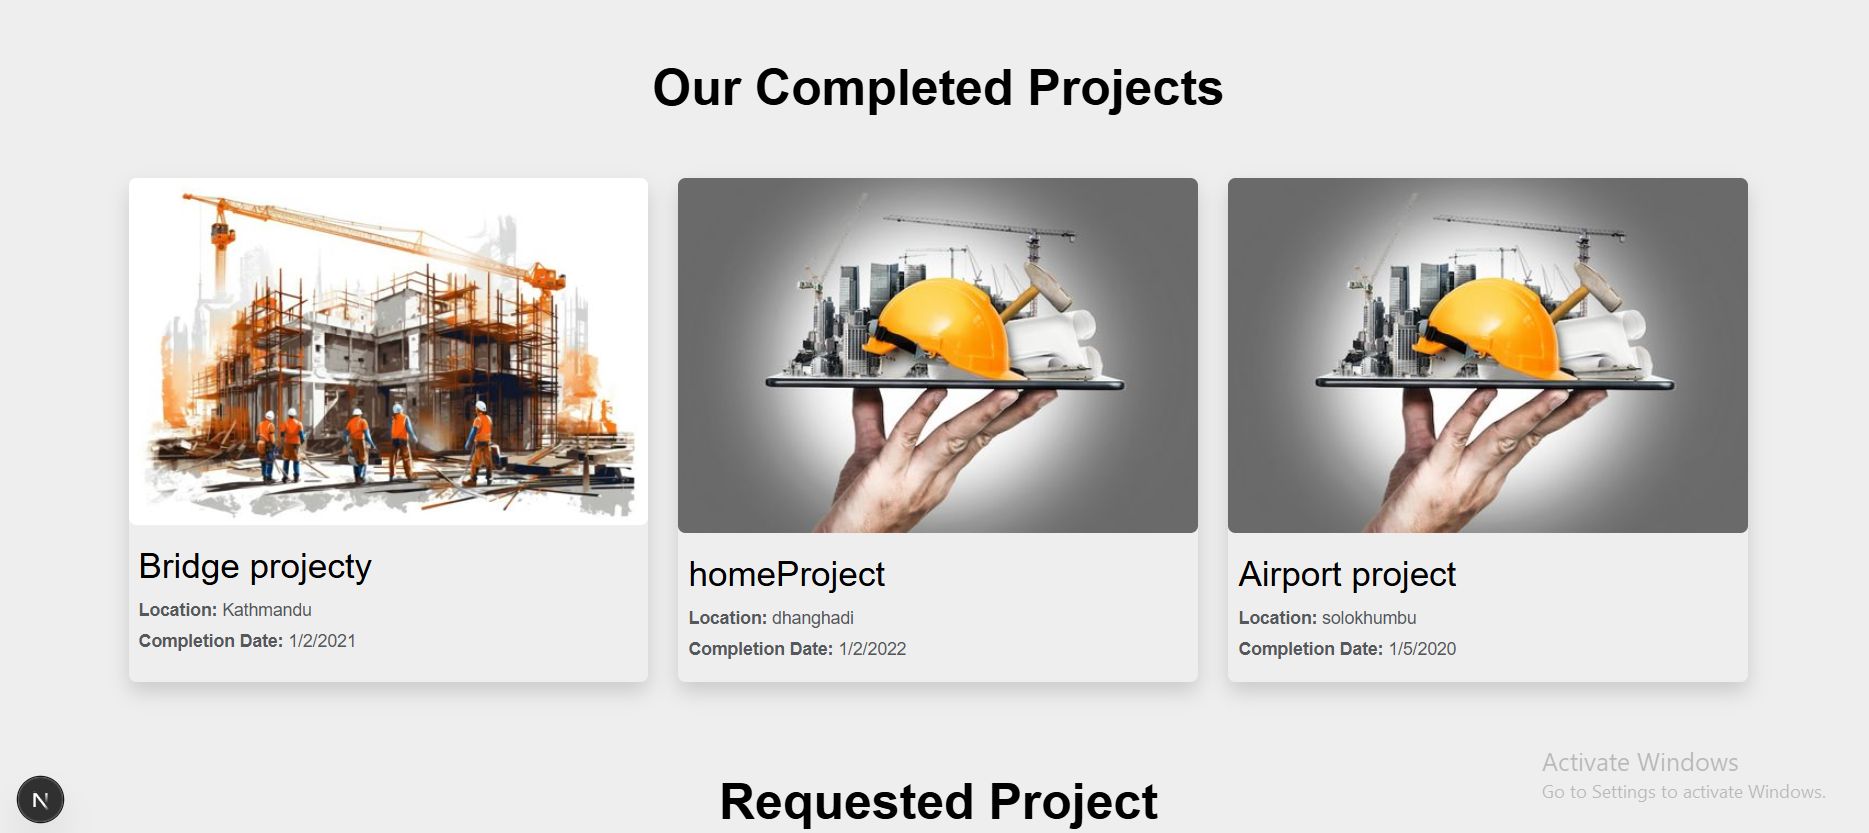 Our Completed Projects
Bridge projecty
Location: Kathmandu
Completion Date: 1/2/2021
homeProject
Location: dhanghadi
Completion Date: 1/2/2022
Airport project
Location: solokhumbu
Completion Date: 1/5/2020
Requested Project
Activate Windows
Go to Settings to activate Windows.
N